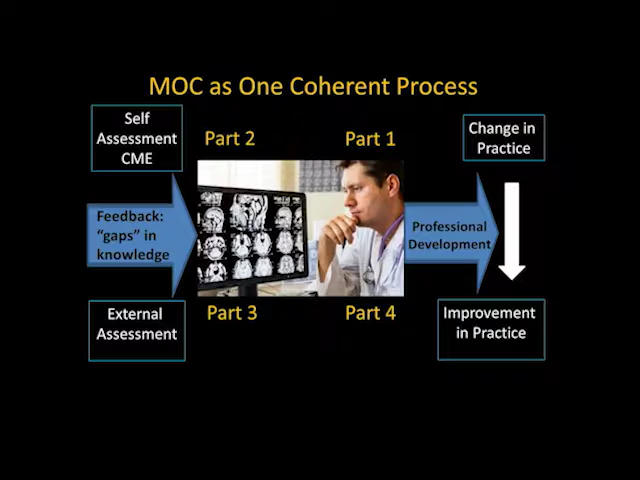 MOC as One Coherent Process
Self
Assessment
CME
Part 2
Part 1
Change in
Practice
Feedback:
“gaps” in
knowledge
Professional
Development
External
Assessment
Part 3
Part 4
Improvement
in Practice